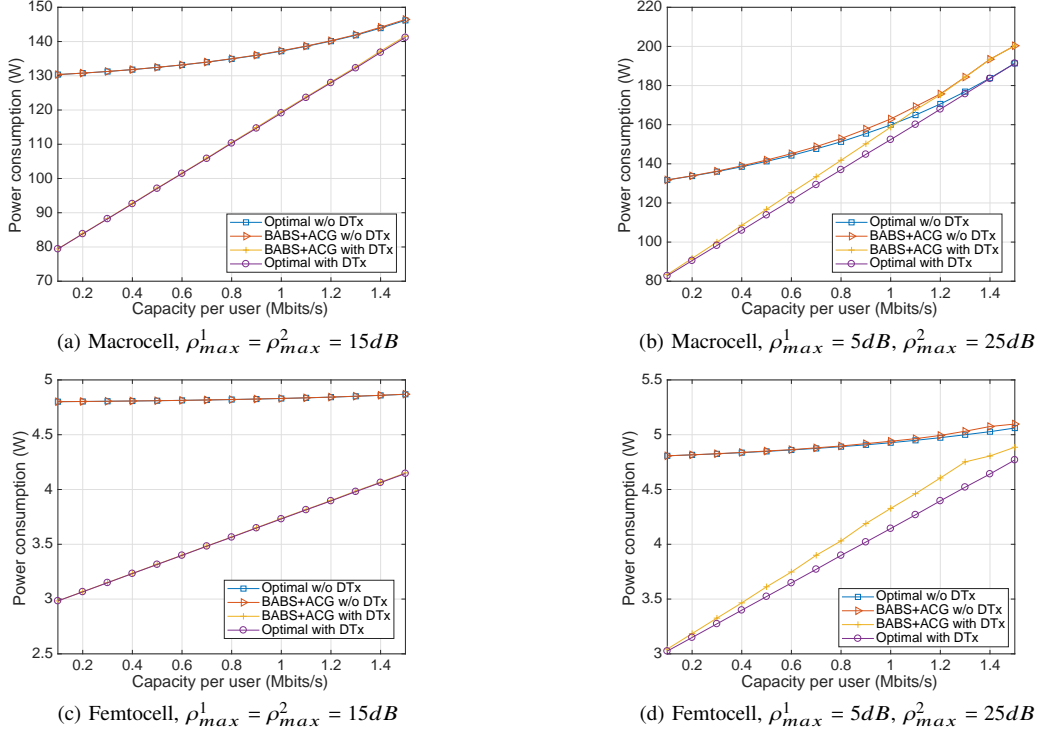 150
140
130
120
110
100
90
80
70
Power consumption (W)
0.2 0.4 0.6 0.8 1 1.2 1.4
Capacity per user (Mbits/s)
Optimal w/o DTx
BABS+ACG w/o DTx
BABS+ACG with DTx
Optimal with DTx
(a) Macrocell, ρ¹ₘₐₓ = ρ²ₘₐₓ = 15dB
220
200
180
160
140
120
100
80
Power consumption (W)
0.2 0.4 0.6 0.8 1 1.2 1.4
Capacity per user (Mbits/s)
Optimal w/o DTx
BABS+ACG w/o DTx
BABS+ACG with DTx
Optimal with DTx
(b) Macrocell, ρ¹ₘₐₓ = 5dB, ρ²ₘₐₓ = 25dB
5
4.5
4
3.5
3
2.5
Power consumption (W)
0.2 0.4 0.6 0.8 1 1.2 1.4
Capacity per user (Mbits/s)
Optimal w/o DTx
BABS+ACG w/o DTx
BABS+ACG with DTx
Optimal with DTx
(c) Femtocell, ρ¹ₘₐₓ = ρ²ₘₐₓ = 15dB
5.5
5
4.5
4
3.5
3
Power consumption (W)
0.2 0.4 0.6 0.8 1 1.2 1.4
Capacity per user (Mbits/s)
Optimal w/o DTx
BABS+ACG w/o DTx
BABS+ACG with DTx
Optimal with DTx
(d) Femtocell, ρ¹ₘₐₓ = 5dB, ρ²ₘₐₓ = 25dB